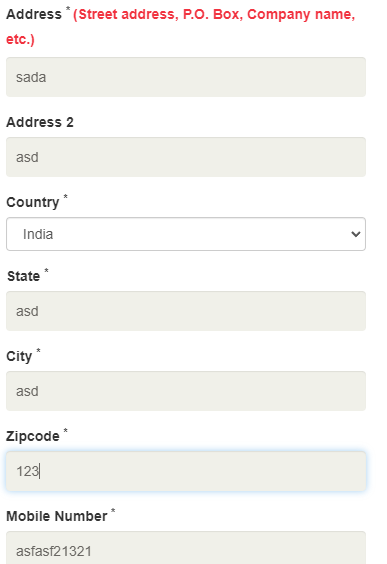 Address * (Street address, P.O. Box, Company name,
etc.)
sada
Address 2
asd
Country *
India
State *
asd
City *
asd
Zipcode *
123
Mobile Number *
asfasf21321